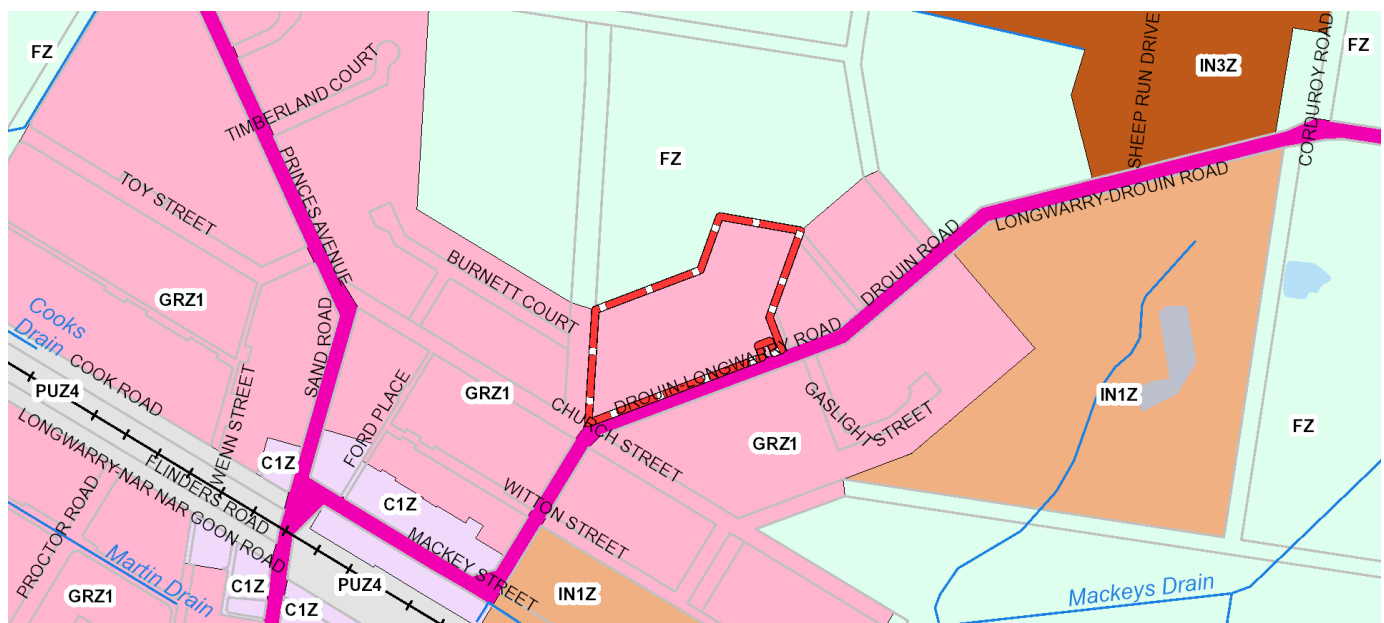 FZ
TIMBERLAND COURT
IN3Z
SHEEP RUN DRIVE
CORDUROY ROAD
FZ
PRINCES AVENUE
TOY STREET
FZ
LONGWARRY-DROUIN ROAD
DROUIN ROAD
BURNETT COURT
GRZ1
Cooks
Drain
SAND ROAD
COOK ROAD
PUZ4
WENN STREET
FORD PLACE
GRZ1
DROUIN-LONGWARRY ROAD
CHURCH STREET
GASLIGHT STREET
GRZ1
IN1Z
FZ
LONGWARRY-NAR NAR GOON ROAD
FLINDERS ROAD
C1Z
C1Z
WITTON STREET
PROCTOR ROAD
Martin Drain
MACKEY STREET
C1Z
PUZ4
GRZ1
C1Z
IN1Z
Mackeys Drain